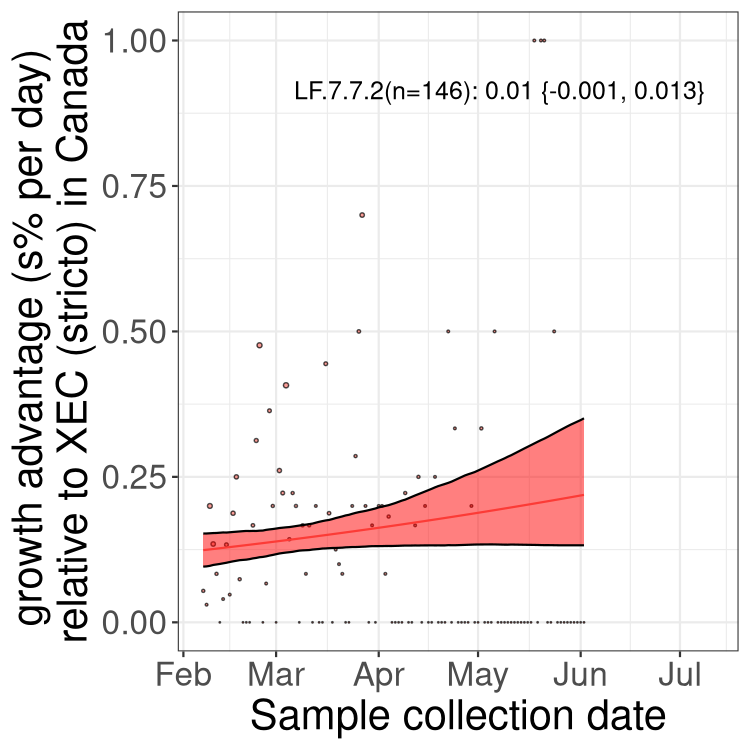 growth advantage (s% per day)
relative to XEC (stricto) in Canada
1.00
0.75
0.50
0.25
0.00
LF.7.7.2(n=146): 0.01 {-0.001, 0.013}
Feb Mar Apr May Jun Jul
Sample collection date